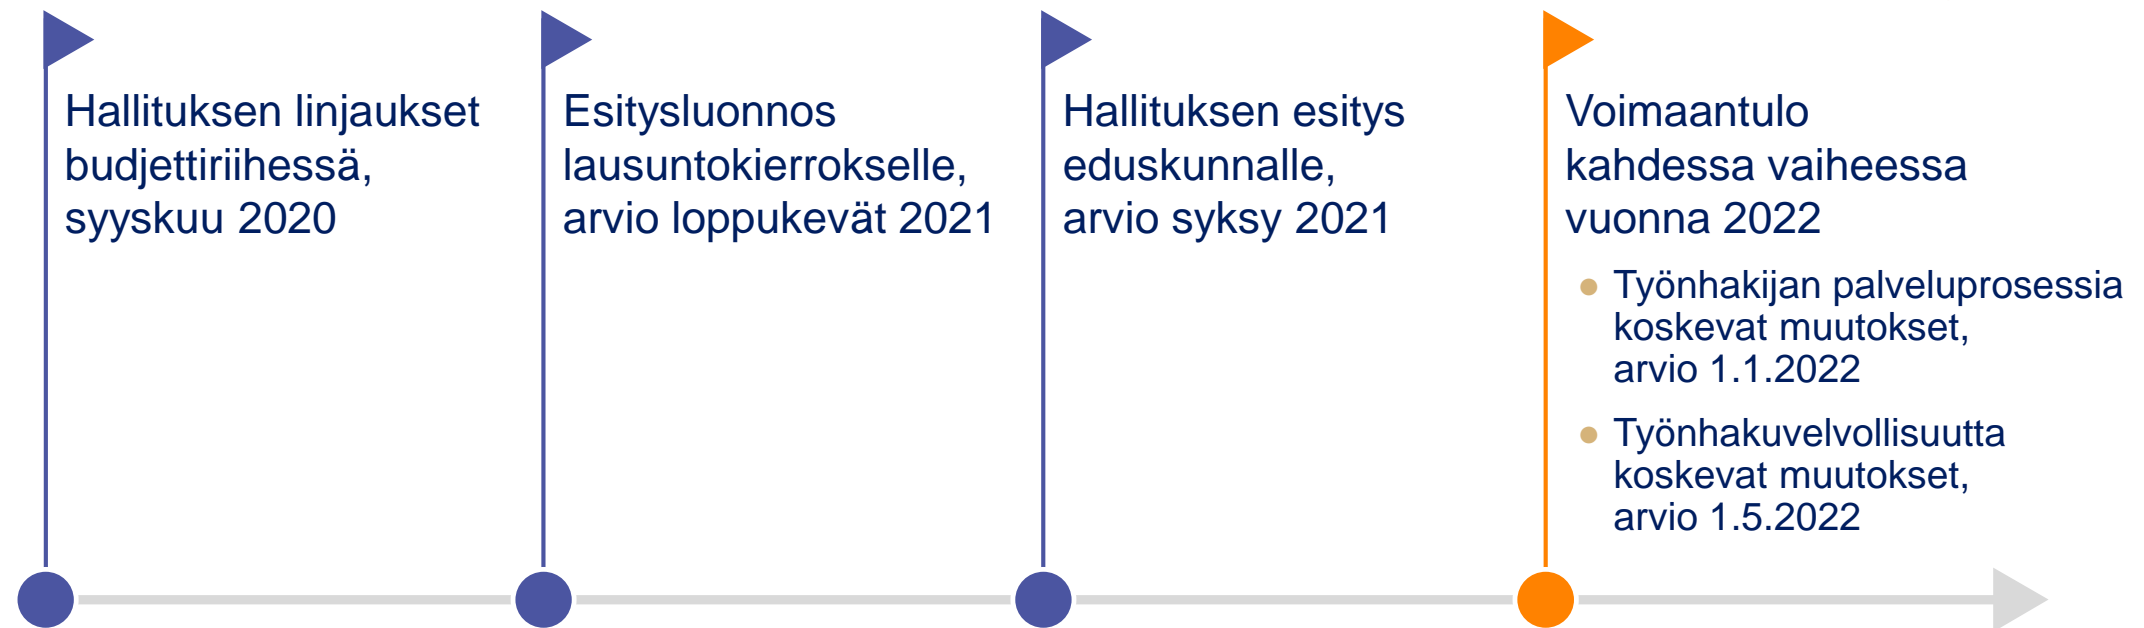 Hallituksen linjaukset
budjettiriihessä,
syyskuu 2020
Esitysluonnos
lausuntokierrokselle,
arvio loppukevät 2021
Hallituksen esitys
eduskunnalle,
arvio syksy 2021
Voimaantulo
kahdessa vaiheessa
vuonna 2022
● Työnhakijan palveluprosessia
koskevat muutokset,
arvio 1.1.2022
● Työnhakuvelvollisuutta
koskevat muutokset,
arvio 1.5.2022